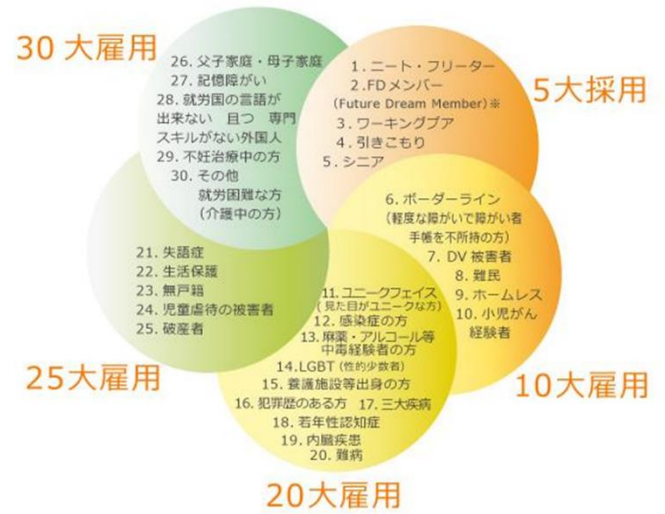 30 大雇用
26. 父子家庭・母子家庭
27. 記憶障がい
28. 就労国の言語が
出来ない 且つ 専門
スキルがない外国人
29. 不妊治療中の方
30. その他
就労困難な方
(介護中の方)
5大採用
1. ニート・フリーター
2.FDメンバー
(Future Dream Member)※
3. ワーキングプア
4. 引きこもり
5. シニア
6. ボーダーライン
(軽度な障がいで障がい者
手帳を不所持の方)
7. DV 被害者
8. 難民
9. ホームレス
10. 小児がん
経験者
10大雇用
11. ユニークフェイス
(見た目がユニークな方)
12. 感染症の方
13. 麻薬・アルコール等
中毒経験者の方
14.LGBT (性的少数者)
15. 養護施設等出身の方
16. 犯罪歴のある方 17. 三大疾病
18. 若年性認知症
19. 内臓疾患
20. 難病
20大雇用
21. 失語症
22. 生活保護
23. 無戸籍
24. 児童虐待の被害者
25. 破産者
25大雇用